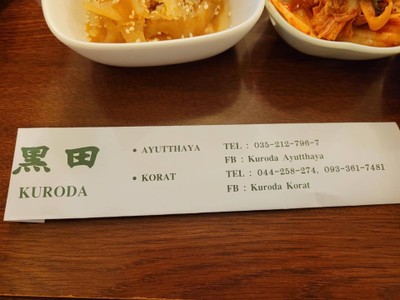 黒田
KURODA
• AYUTTHAYA
TEL : 035-212-796-7
FB : Kuroda Ayutthaya
• KORAT
TEL : 044-258-274, 093-361-7481
FB : Kuroda Korat